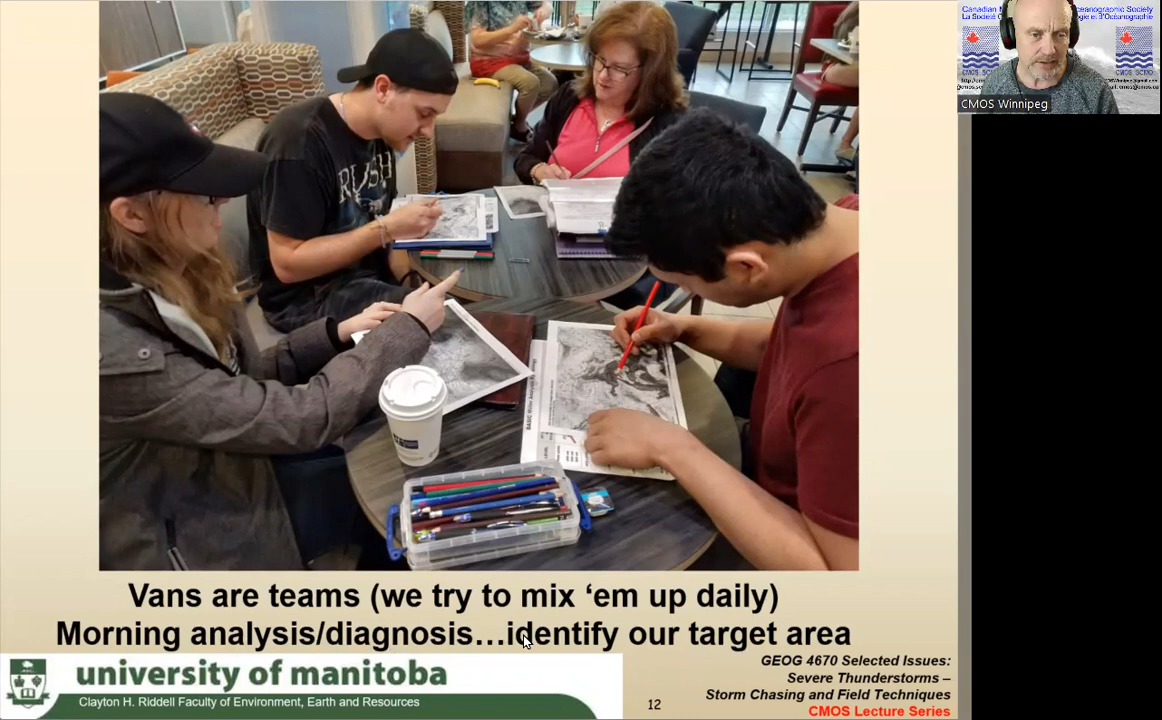 RUSH
Vans are teams (we try to mix ‘em up daily)
Morning analysis/diagnosis…identify our target area
university of manitoba
Clayton H. Riddell Faculty of Environment, Earth and Resources
12
GEOG 4670 Selected Issues:
Severe Thunderstorms –
Storm Chasing and Field Techniques
CMOS Lecture Series
Canadian
CMOS Winnipeg